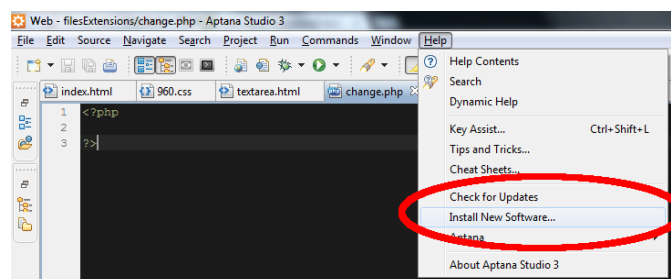 Web - filesExtensions/change.php - Aptana Studio 3
File Edit Source Navigate Search Project Run Commands Window Help
index.html 960.css textarea.html change.php
1 <?php
2
3 ?>
Help Contents
Search
Dynamic Help
Key Assist... Ctrl+Shift+L
Tips and Tricks...
Cheat Sheets...
Check for Updates
Install New Software...
Aptana
About Aptana Studio 3